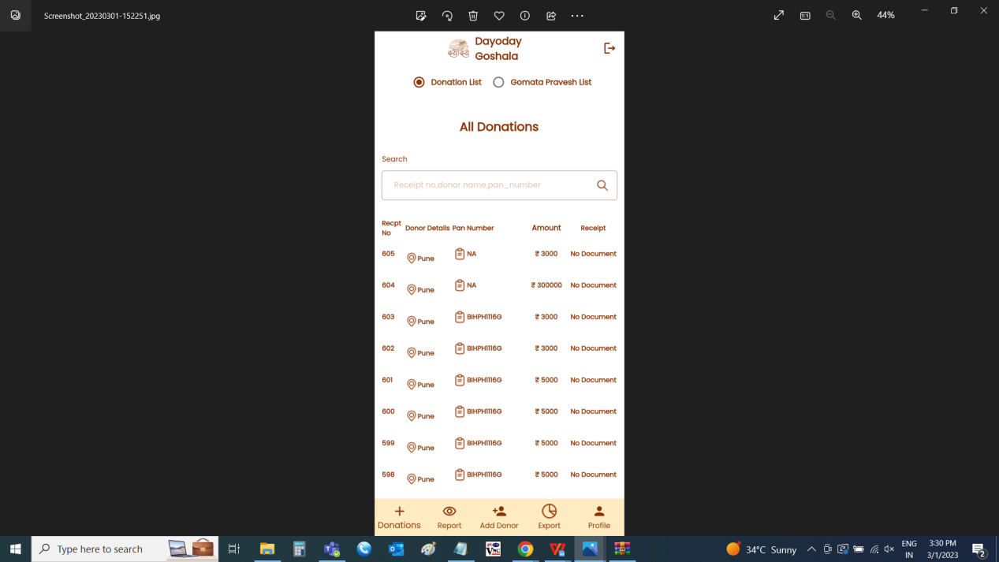 Screenshot_20230301-152251.jpg
1:1
44%
दयोदय
Dayoday
Goshala
Donation List
Gomata Pravesh List
All Donations
Search
Receipt no,donor name,pan_number
Recpt No
Donor Details
Pan Number
Amount
Receipt
605 Pune NA ₹ 3000 No Document
604 Pune NA ₹ 300000 No Document
603 Pune BIHPH1116G ₹ 3000 No Document
602 Pune BIHPH1116G ₹ 3000 No Document
601 Pune BIHPH1116G ₹ 5000 No Document
600 Pune BIHPH1116G ₹ 5000 No Document
599 Pune BIHPH1116G ₹ 5000 No Document
598 Pune BIHPH1116G ₹ 5000 No Document
Donations
Report
Add Donor
Export
Profile
Type here to search
34°C Sunny
ENG
IN
3:30 PM
3/1/2023
2